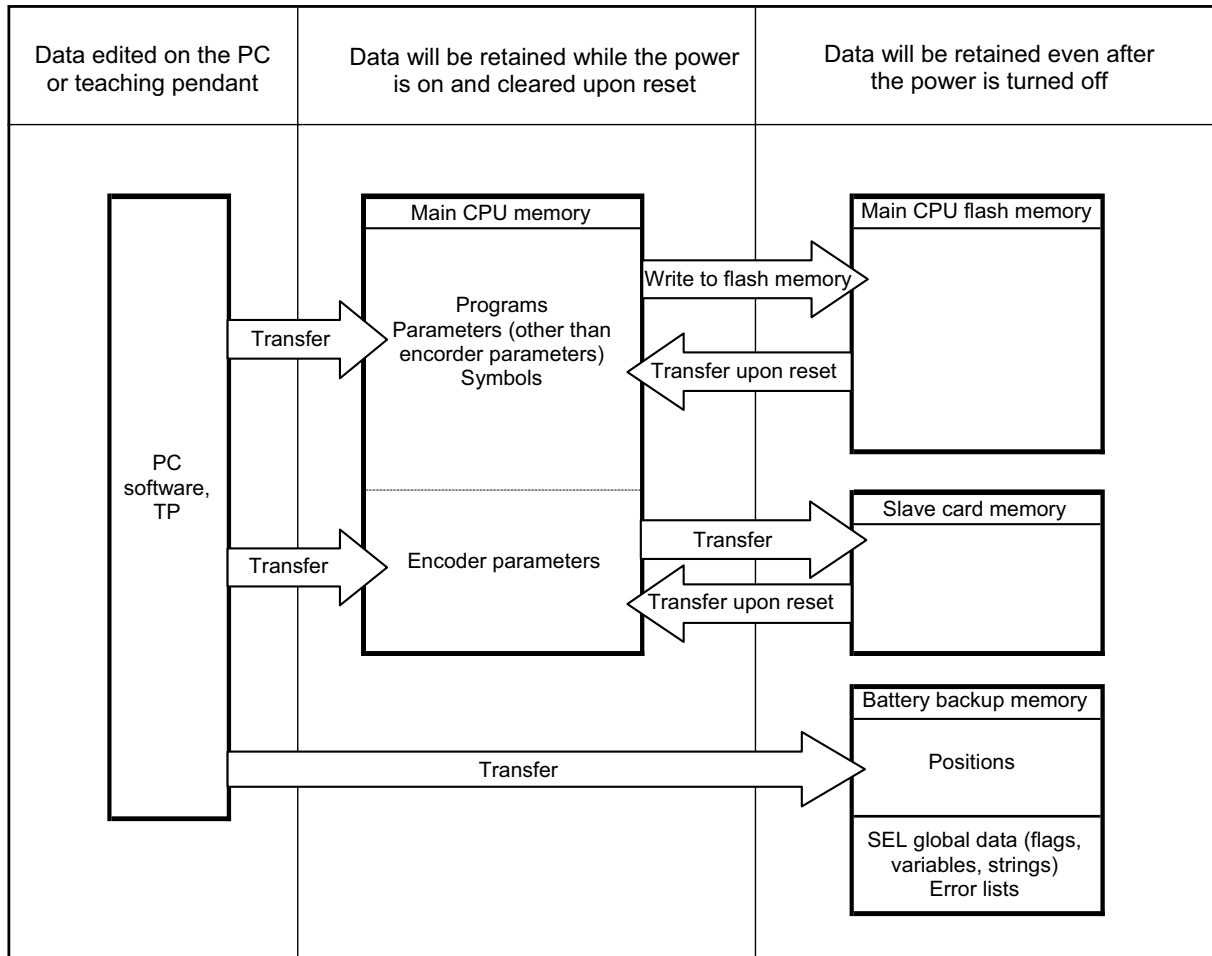 Data edited on the PC
or teaching pendant
Data will be retained while the power
is on and cleared upon reset
Data will be retained even after
the power is turned off
PC
software,
TP
Transfer
Transfer
Transfer
Main CPU memory
Programs
Parameters (other than
encorder parameters)
Symbols
Encoder parameters
Write to flash memory
Transfer upon reset
Transfer
Transfer upon reset
Main CPU flash memory
Slave card memory
Battery backup memory
Positions
SEL global data (flags,
variables, strings)
Error lists